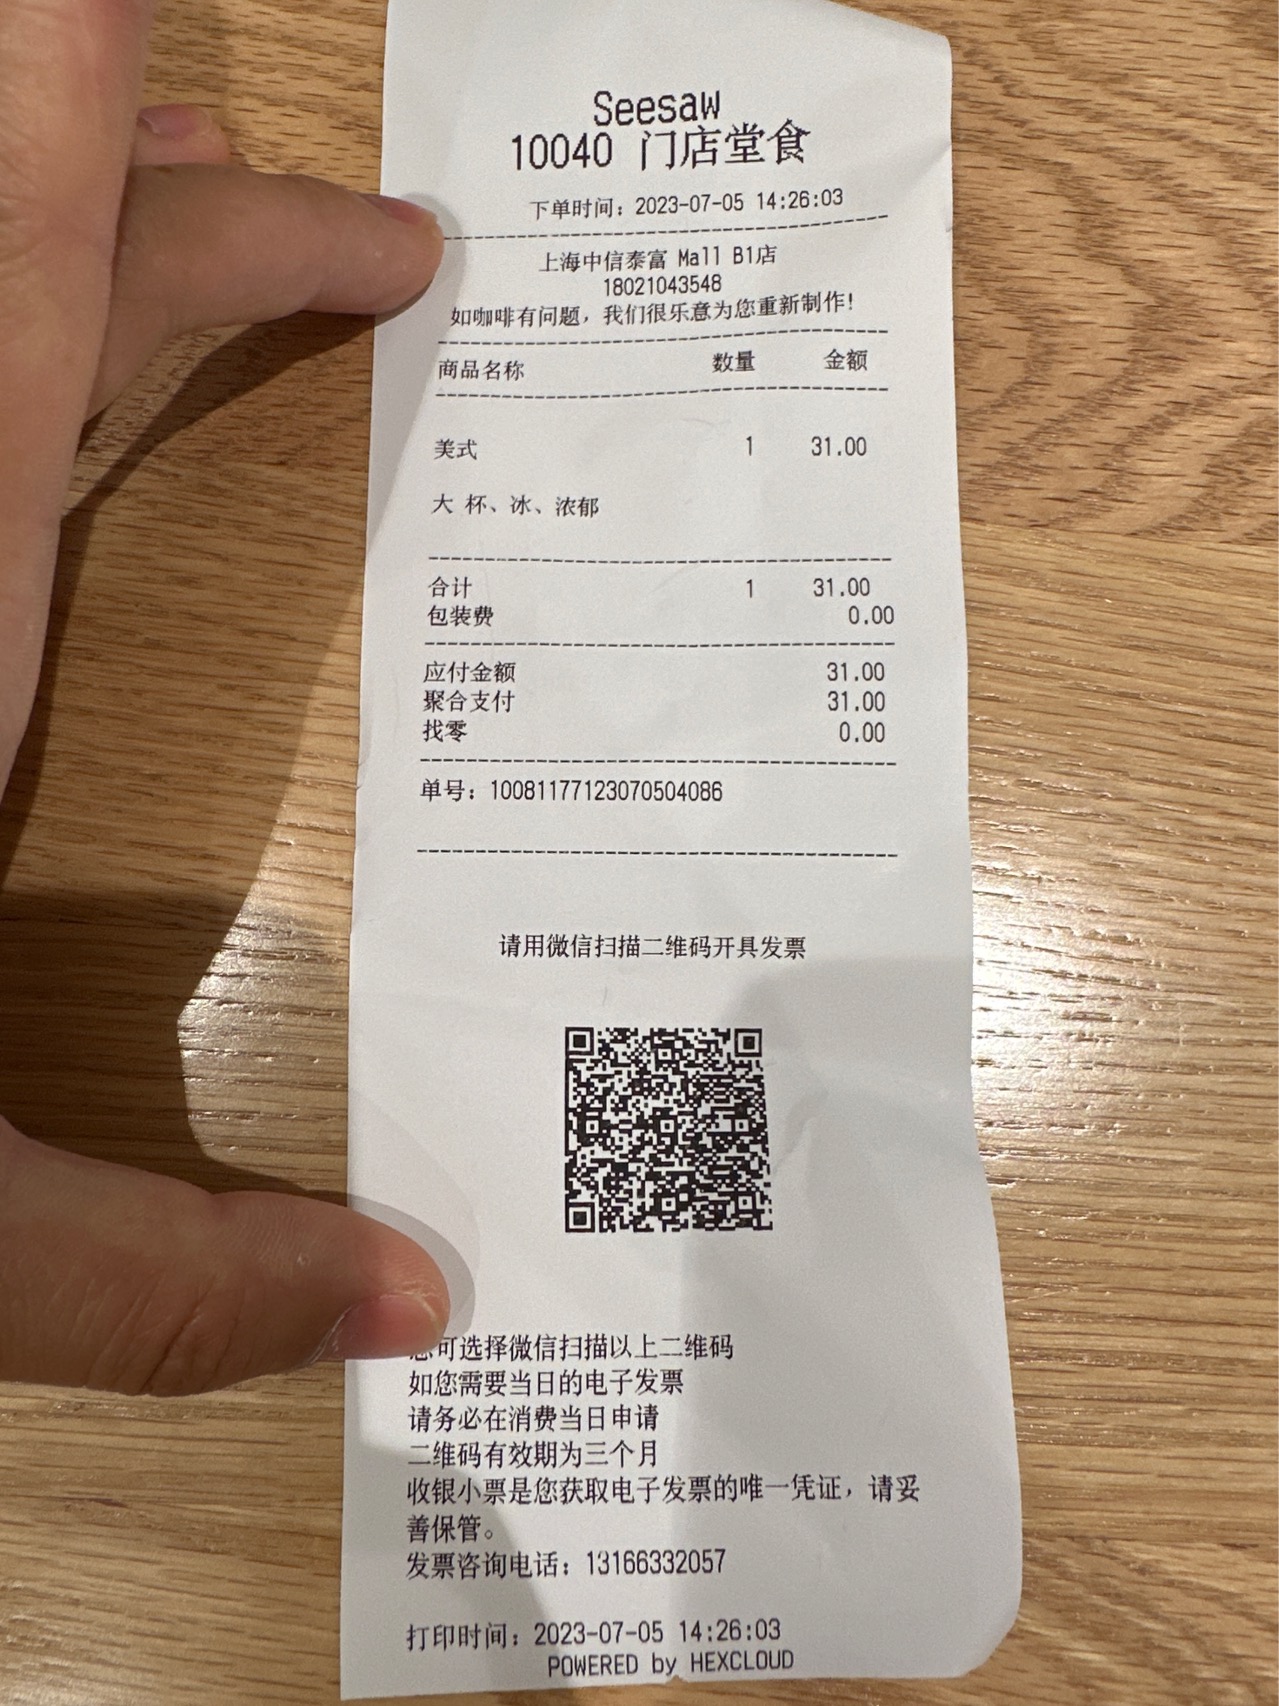 Seesaw
10040 门店堂食
下单时间：2023-07-05 14:26:03
上海中信泰富 Mall B1店
18021043548
如咖啡有问题，我们很乐意为您重新制作！
商品名称 数量 金额
美式 1 31.00
大 杯、冰、浓郁
合计 1 31.00
包装费 0.00
应付金额 31.00
聚合支付 31.00
找零 0.00
单号：10081177123070504086
请用微信扫描二维码开具发票
您可选择微信扫描以上二维码
如您需要当日的电子发票
请务必在消费当日申请
二维码有效期为三个月
收银小票是您获取电子发票的唯一凭证，请妥
善保管。
发票咨询电话：13166332057
打印时间：2023-07-05 14:26:03
POWERED by HEXCLOUD